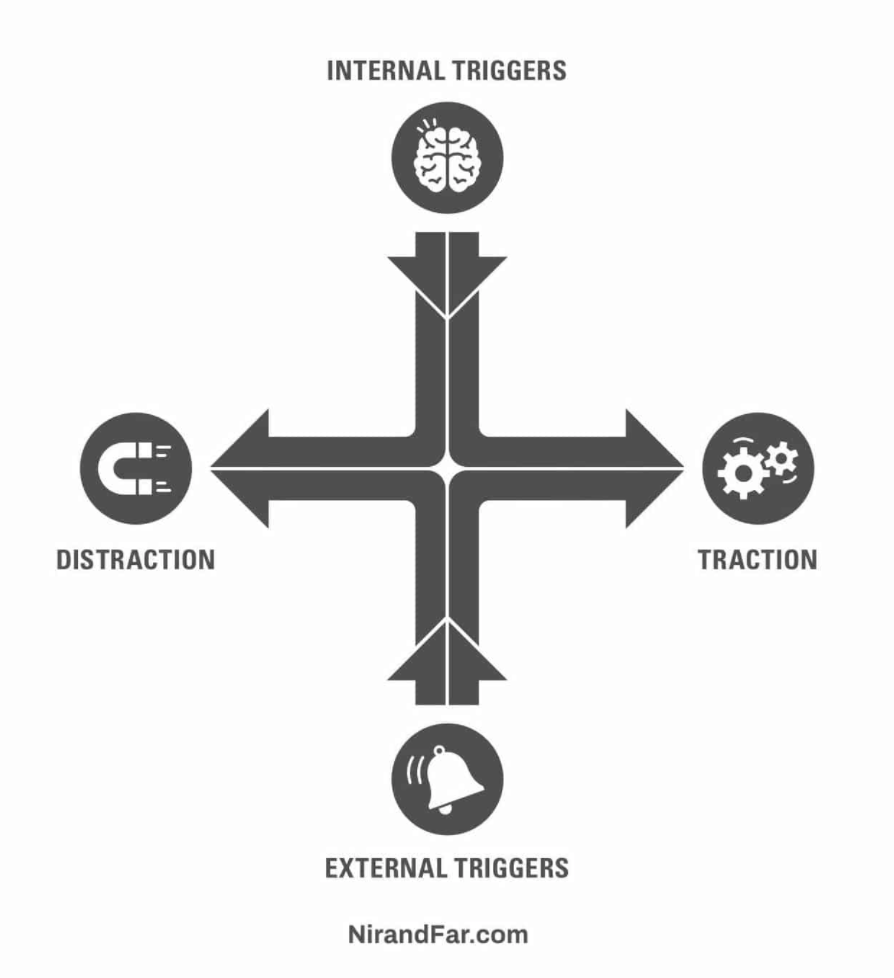 INTERNAL TRIGGERS
DISTRACTION
TRACTION
EXTERNAL TRIGGERS
NirandFar.com